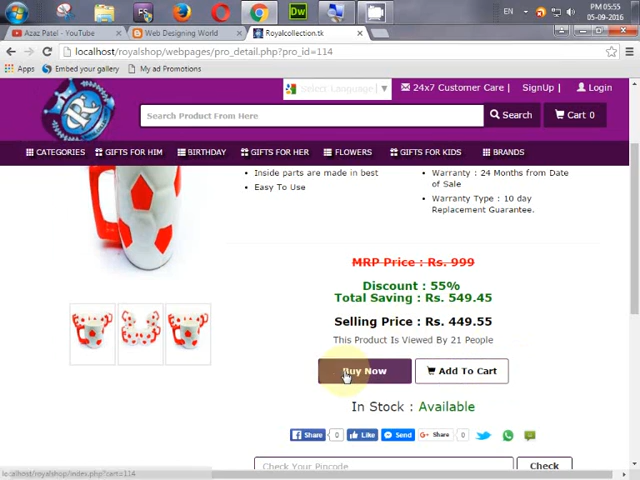 EN
PM 05:55
05-09-2016
Azaz Patel - YouTube
Web Designing World
Royalcollection.tk
localhost/royalshop/webpages/pro_detail.php?pro_id=114
Apps
Embed your gallery
My ad Promotions
Select Language
24x7 Customer Care
SignUp
Login
Search Product From Here
Search
Cart 0
CATEGORIES
GIFTS FOR HIM
BIRTHDAY
GIFTS FOR HER
FLOWERS
GIFTS FOR KIDS
BRANDS
Inside parts are made in best
Easy To Use
Warranty : 24 Months from Date
of Sale
Warranty Type : 10 day
Replacement Guarantee.
MRP Price : Rs. 999
Discount : 55%
Total Saving : Rs. 549.45
Selling Price : Rs. 449.55
This Product Is Viewed By 21 People
Buy Now
Add To Cart
In Stock : Available
Share 0
Like
Send
Share 0
localhost/royalshop/index.php?cart=114
Check Your Pincode
Check